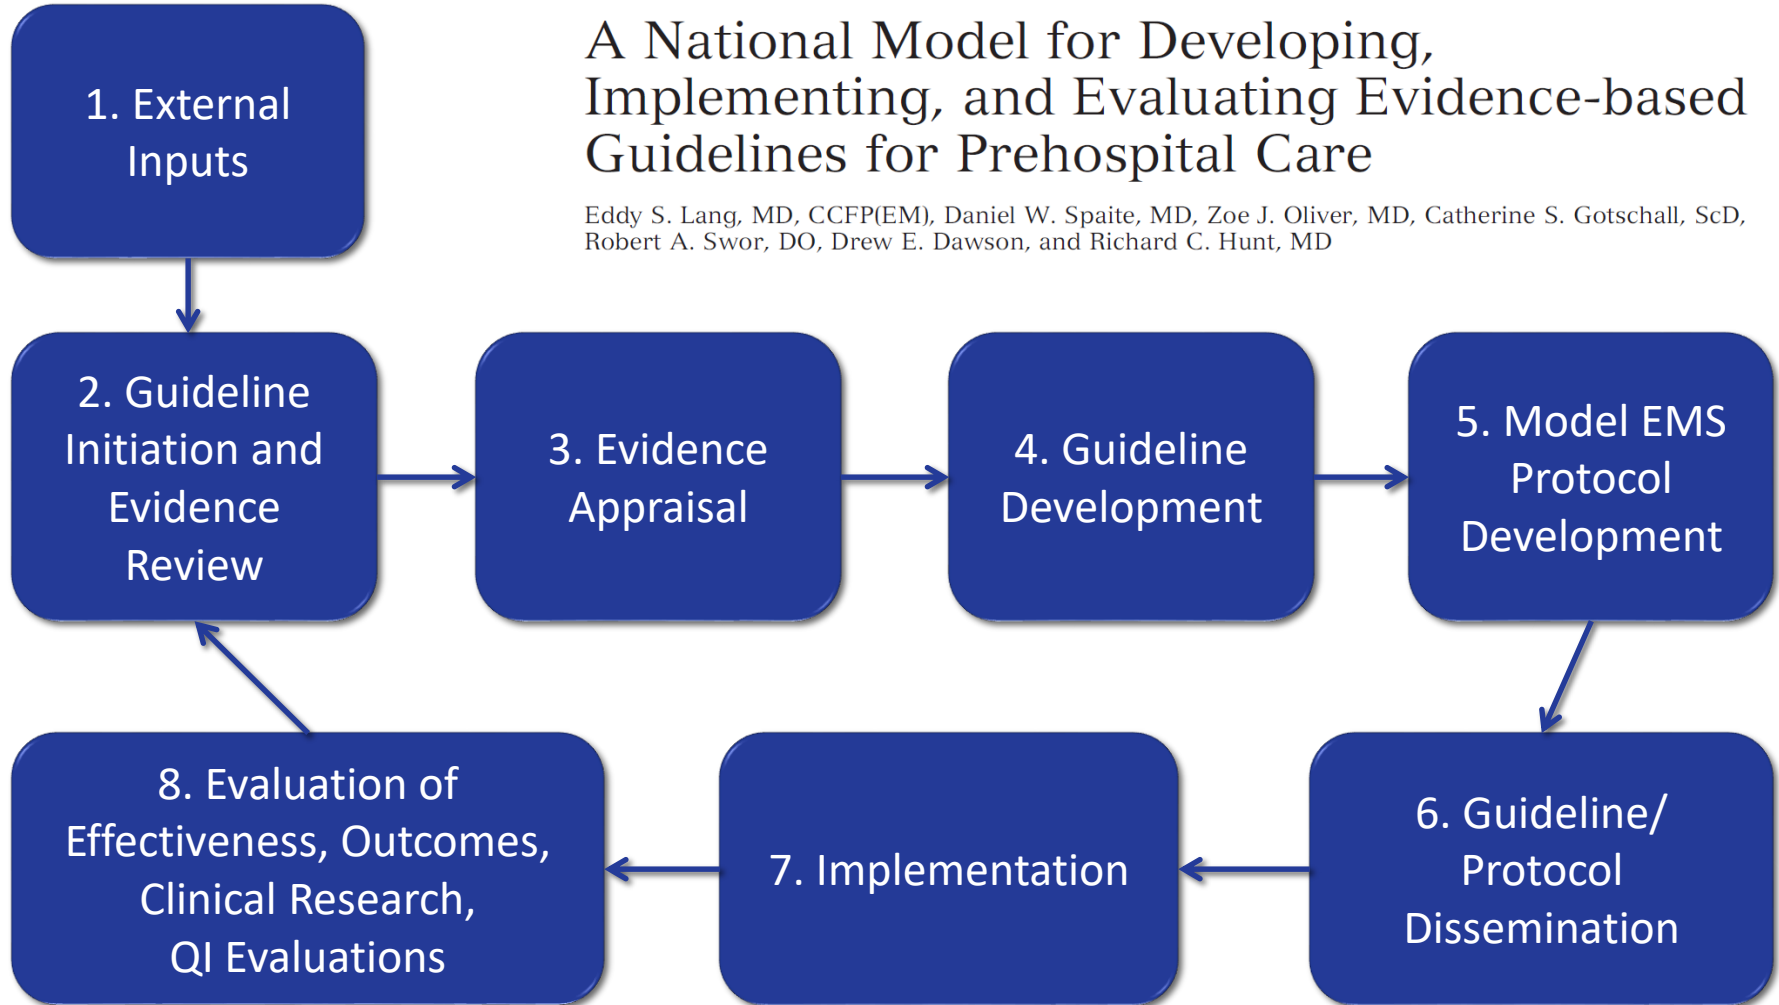 1. External
Inputs
A National Model for Developing,
Implementing, and Evaluating Evidence-based
Guidelines for Prehospital Care
Eddy S. Lang, MD, CCFP(EM), Daniel W. Spaite, MD, Zoe J. Oliver, MD, Catherine S. Gotschall, ScD,
Robert A. Swor, DO, Drew E. Dawson, and Richard C. Hunt, MD
2. Guideline
Initiation and
Evidence
Review
3. Evidence
Appraisal
4. Guideline
Development
5. Model EMS
Protocol
Development
6. Guideline/
Protocol
Dissemination
7. Implementation
8. Evaluation of
Effectiveness, Outcomes,
Clinical Research,
QI Evaluations